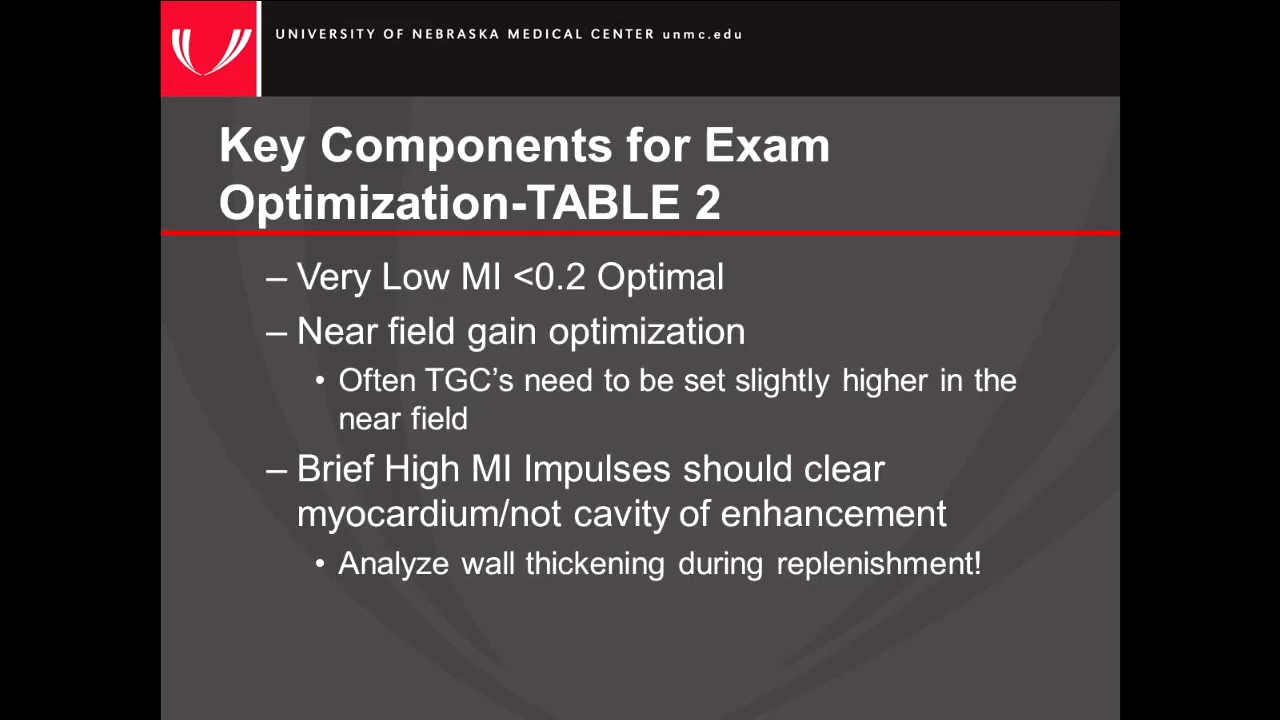 UNIVERSITY OF NEBRASKA MEDICAL CENTER unmc.edu
Key Components for Exam
Optimization-TABLE 2
– Very Low MI <0.2 Optimal
– Near field gain optimization
• Often TGC’s need to be set slightly higher in the
near field
– Brief High MI Impulses should clear
myocardium/not cavity of enhancement
• Analyze wall thickening during replenishment!